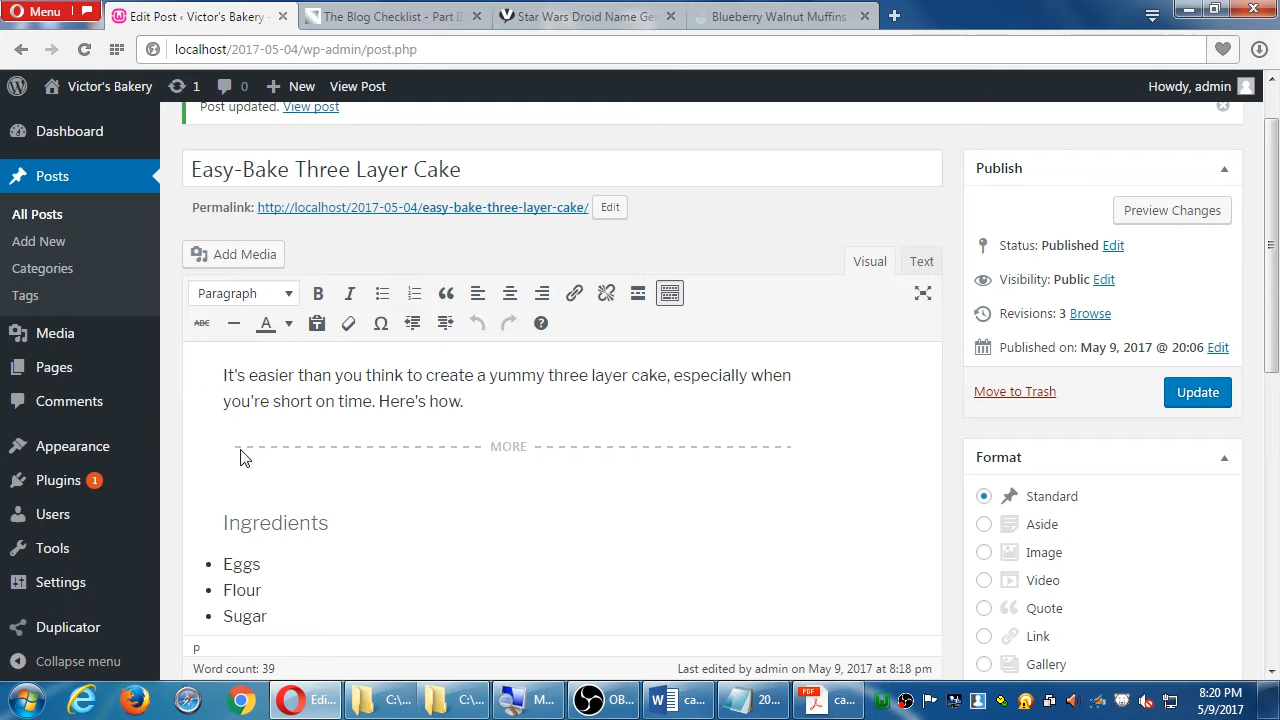 Menu
Edit Post ‹ Victor's Bakery -
The Blog Checklist - Part
Star Wars Droid Name Ge
Blueberry Walnut Muffins
localhost/2017-05-04/wp-admin/post.php
Victor's Bakery
1
0
New
View Post
Howdy, admin
Dashboard
Posts
All Posts
Add New
Categories
Tags
Media
Pages
Comments
Appearance
Plugins 1
Users
Tools
Settings
Duplicator
Collapse menu
Post updated. View post
Easy-Bake Three Layer Cake
Permalink: http://localhost/2017-05-04/easy-bake-three-layer-cake/ Edit
Add Media
Visual
Text
Paragraph
B
I
ABC
A
Ω
It's easier than you think to create a yummy three layer cake, especially when
you're short on time. Here's how.
MORE
Ingredients
Eggs
Flour
Sugar
p
Word count: 39
Last edited by admin on May 9, 2017 at 8:18 pm
Publish
Preview Changes
Status: Published Edit
Visibility: Public Edit
Revisions: 3 Browse
Published on: May 9, 2017 @ 20:06 Edit
Move to Trash
Update
Format
Standard
Aside
Image
Video
Quote
Link
Gallery
Edi...
C:\...
C:\...
M...
OB...
ca...
20...
PDF
ca...
8:20 PM
5/9/2017